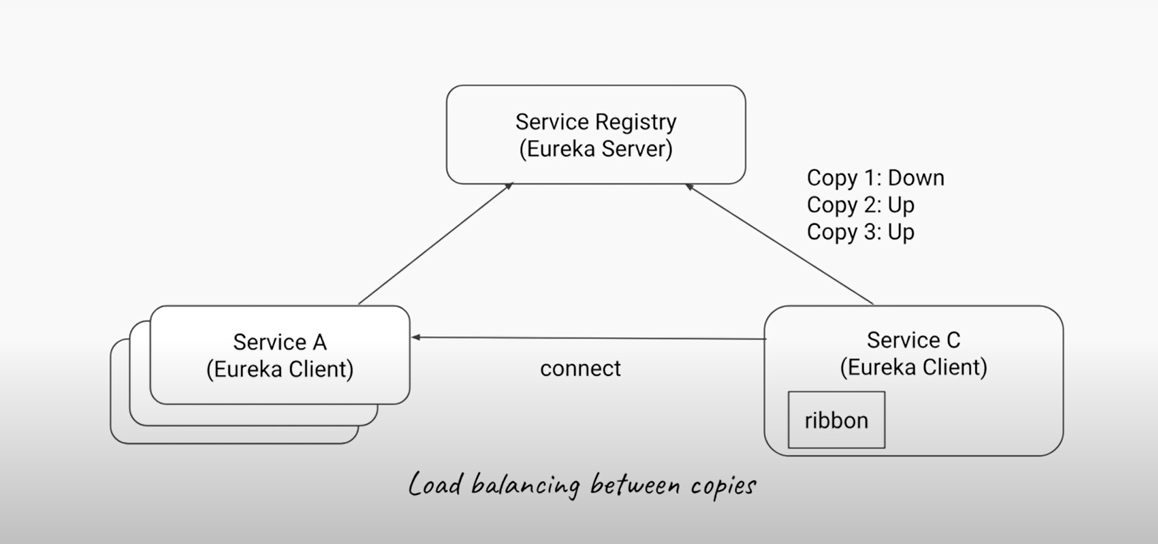 Service Registry
(Eureka Server)
Copy 1: Down
Copy 2: Up
Copy 3: Up
Service A
(Eureka Client)
connect
Service C
(Eureka Client)
ribbon
Load balancing between copies